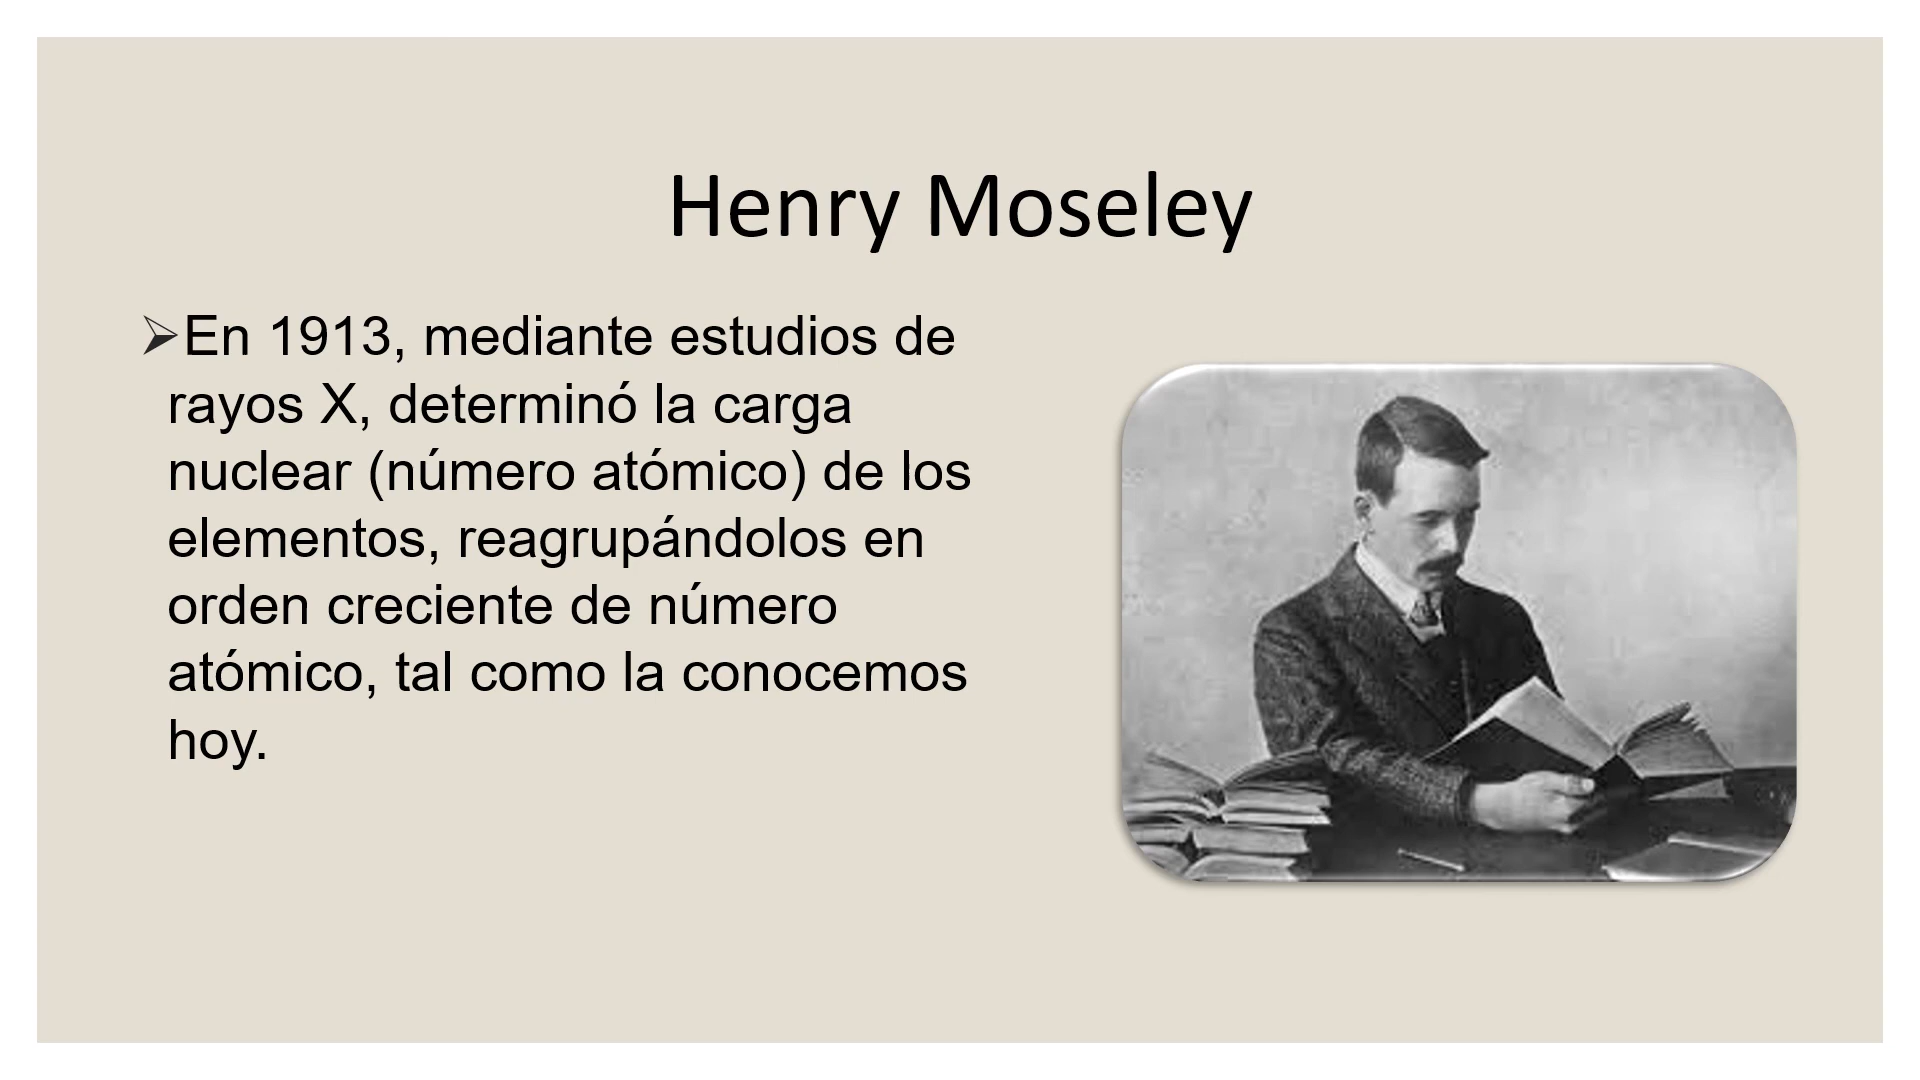 Henry Moseley
➢En 1913, mediante estudios de
rayos X, determinó la carga
nuclear (número atómico) de los
elementos, reagrupándolos en
orden creciente de número
atómico, tal como la conocemos
hoy.